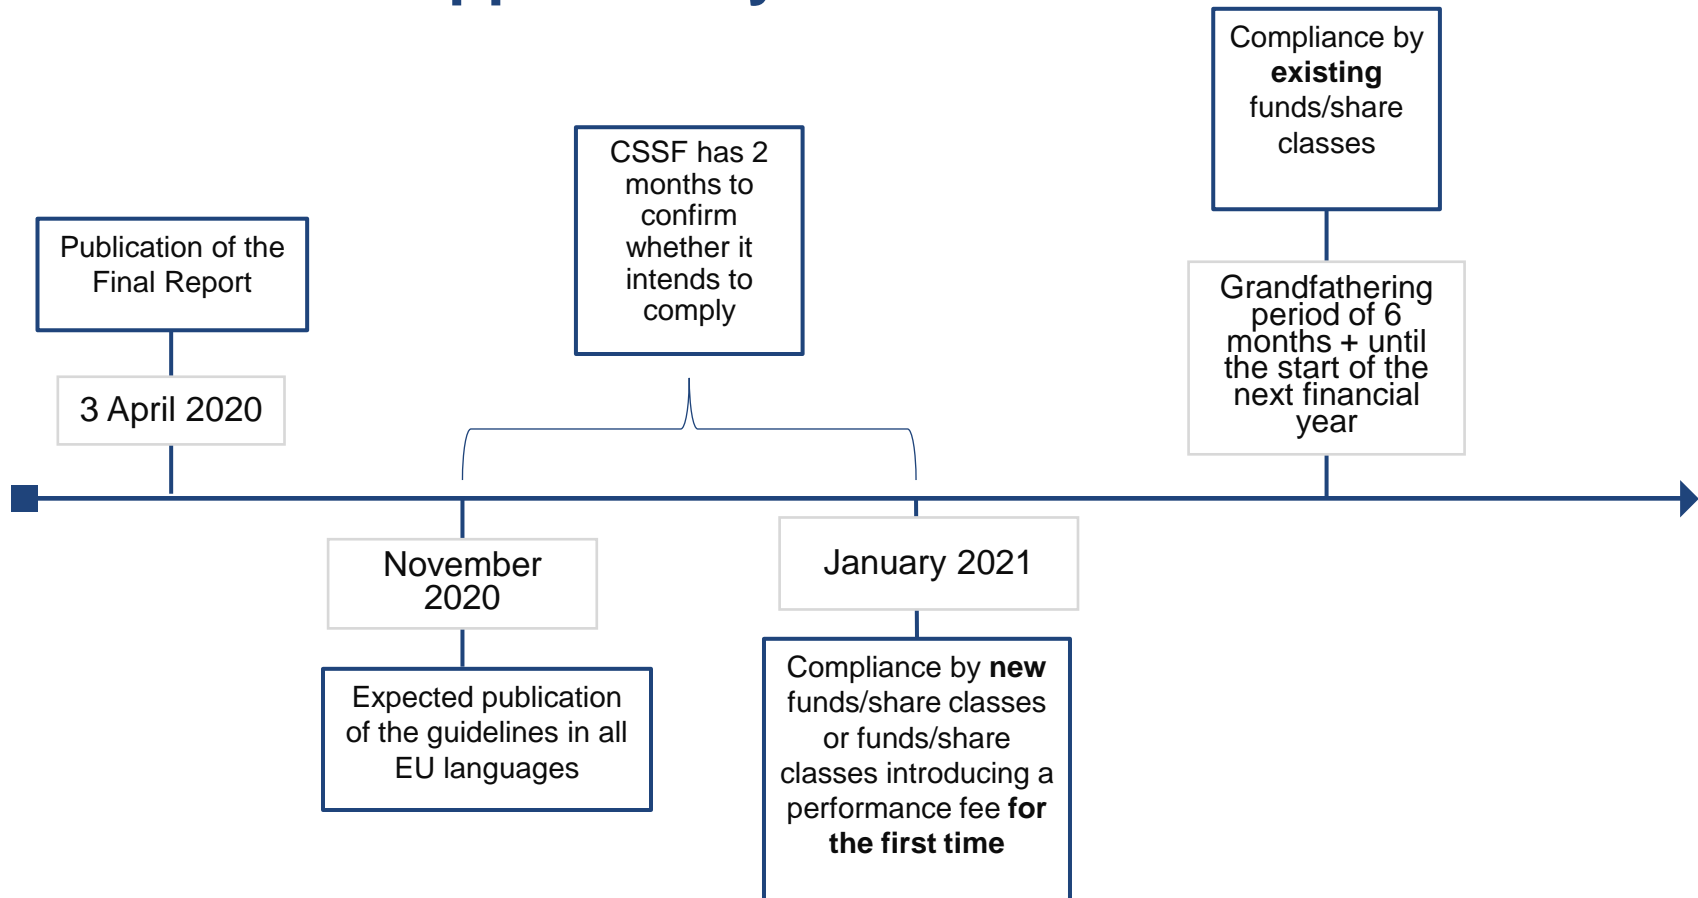 Compliance by
existing
funds/share
classes
CSSF has 2
months to
confirm
whether it
intends to
comply
Publication of the
Final Report
Grandfathering
period of 6
months + until
the start of the
next financial
year
3 April 2020
November
2020
January 2021
Expected publication
of the guidelines in all
EU languages
Compliance by new
funds/share classes
or funds/share
classes introducing a
performance fee for
the first time